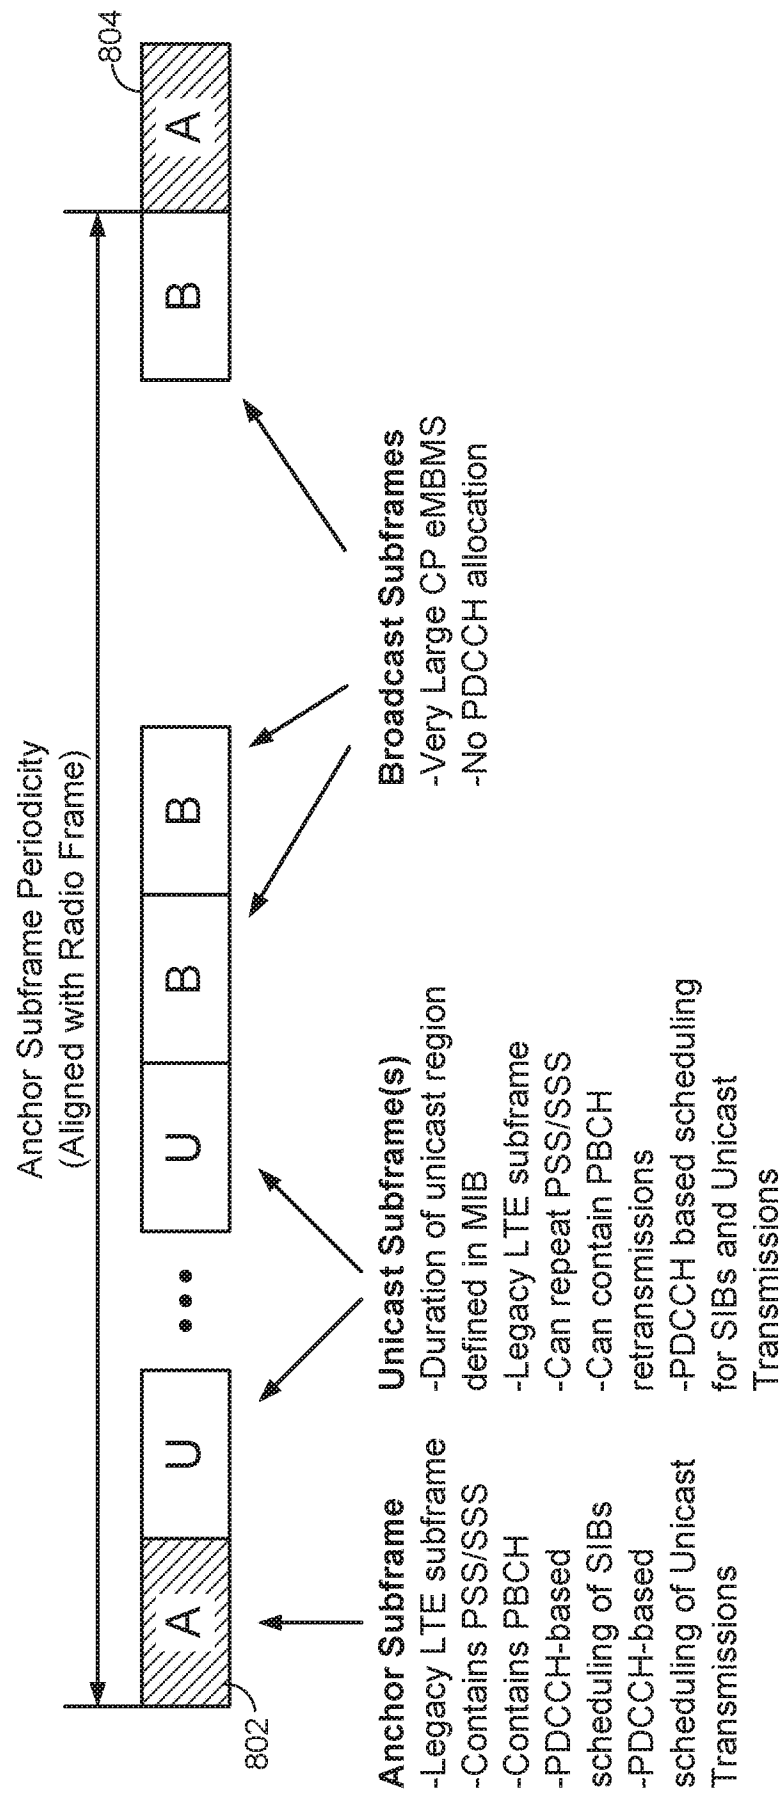 Anchor Subframe Periodicity
(Aligned with Radio Frame)
A
U
•••
U
B
B
B
A
802
804
Anchor Subframe
-Legacy LTE subframe
-Contains PSS/SSS
-Contains PBCH
-PDCCH-based
scheduling of SIBs
-PDCCH-based
scheduling of Unicast
Transmissions
Unicast Subframe(s)
-Duration of unicast region
defined in MIB
-Legacy LTE subframe
-Can repeat PSS/SSS
-Can contain PBCH
retransmissions
-PDCCH based scheduling
for SIBs and Unicast
Transmissions
Broadcast Subframes
-Very Large CP eMBMS
-No PDCCH allocation